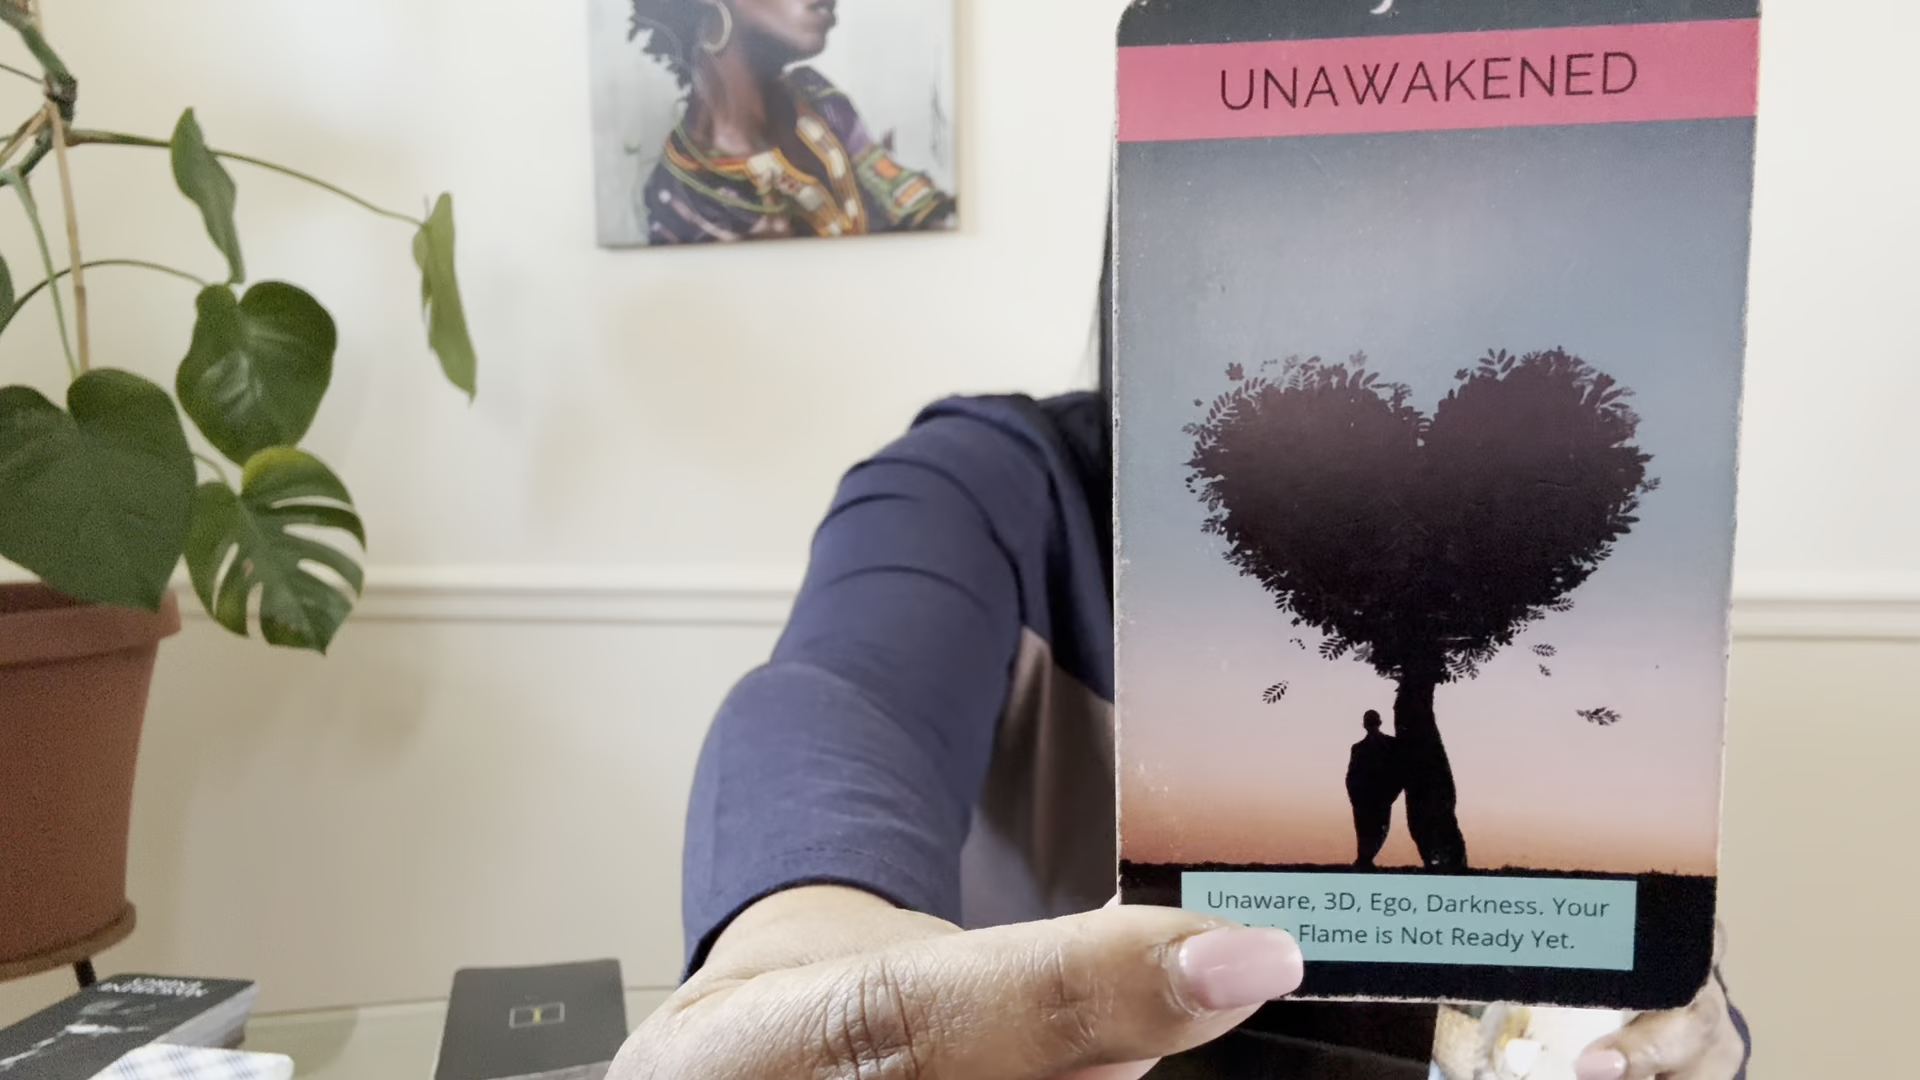 UNAWAKENED
Unaware, 3D, Ego, Darkness. Your
Flame is Not Ready Yet.